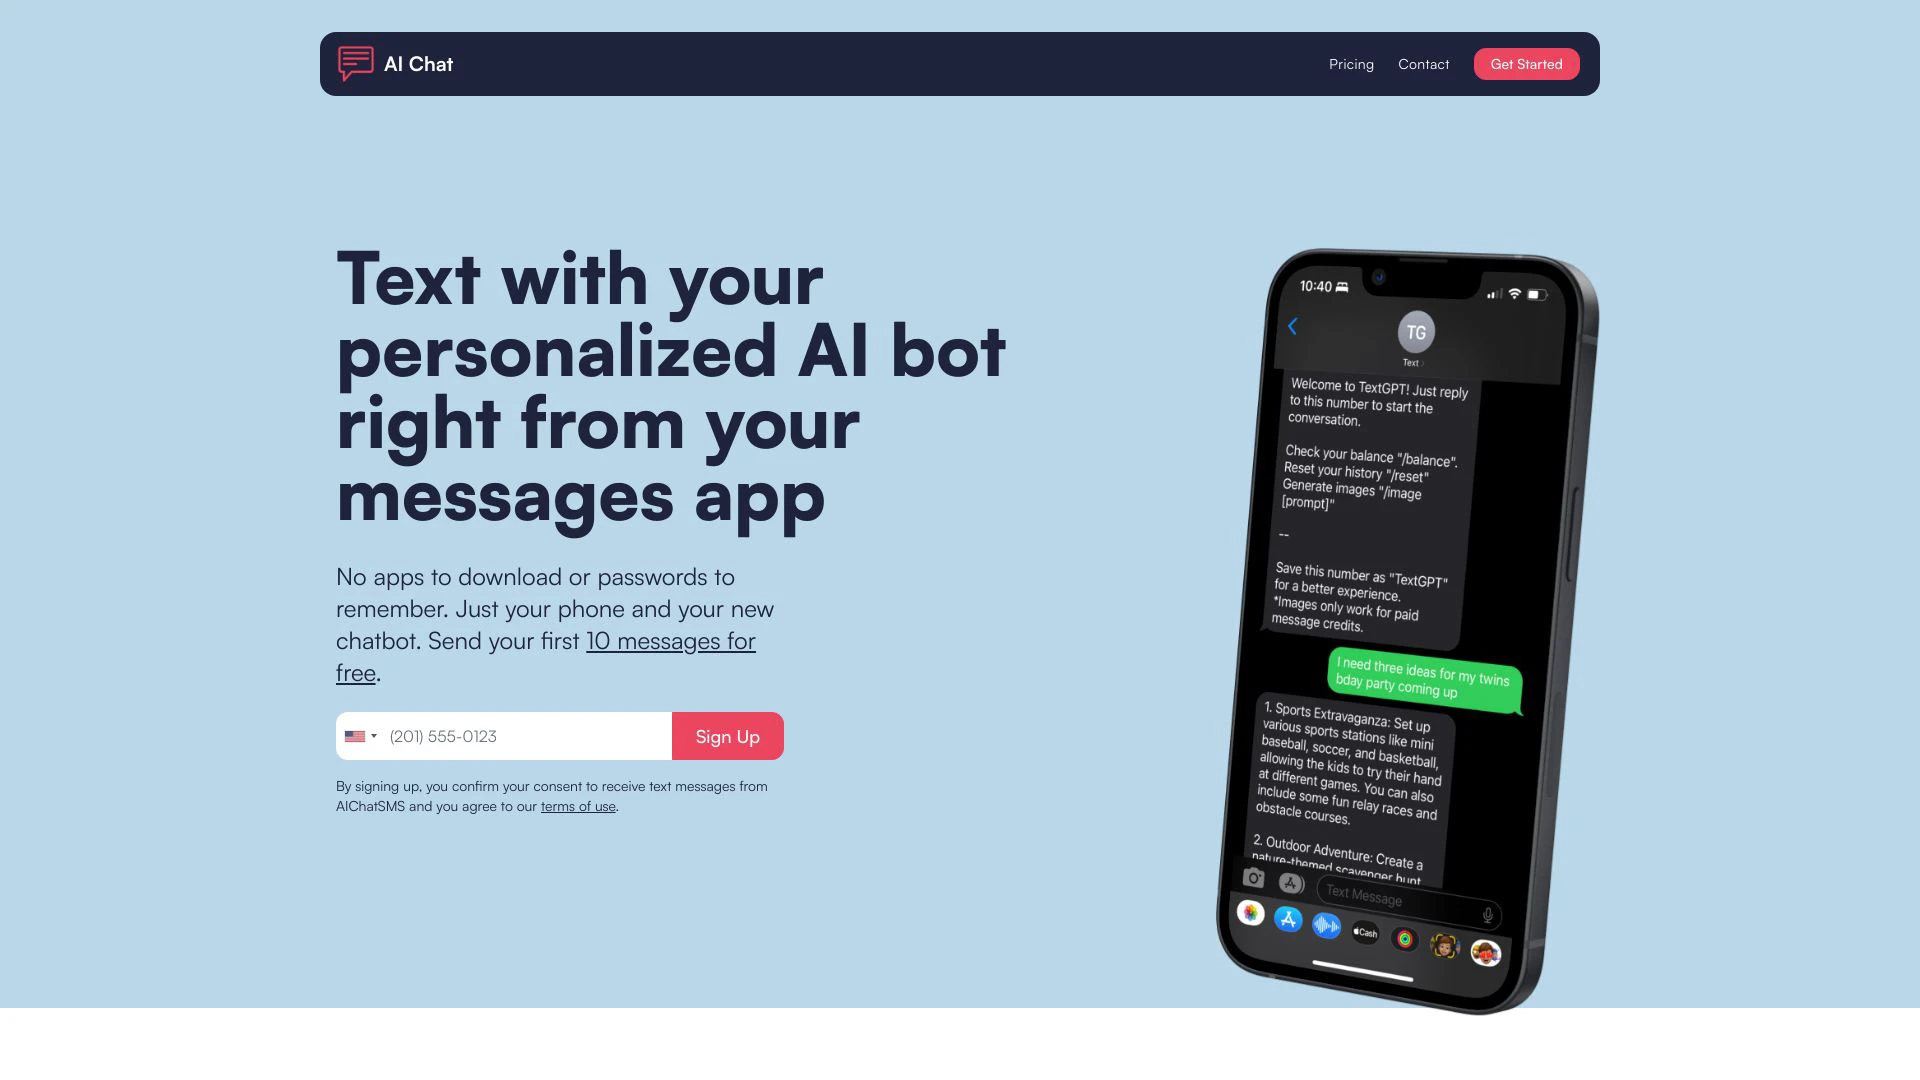 AI Chat
Pricing
Contact
Get Started
Text with your
personalized AI bot
right from your
messages app
No apps to download or passwords to
remember. Just your phone and your new
chatbot. Send your first 10 messages for
free.
(201) 555-0123
Sign Up
By signing up, you confirm your consent to receive text messages from
AIChatSMS and you agree to our terms of use.
10:40
TG
Text
Welcome to TextGPT! Just reply
to this number to start the
conversation.
Check your balance "/balance".
Reset your history "/reset"
Generate images "/image
[prompt]"
--
Save this number as "TextGPT"
for a better experience.
*Images only work for paid
message credits.
I need three ideas for my twins
bday party coming up
1. Sports Extravaganza: Set up
various sports stations like mini
baseball, soccer, and basketball,
allowing the kids to try their hand
at different games. You can also
include some fun relay races and
obstacle courses.
2. Outdoor Adventure: Create a
nature-themed scavenger hunt
Text Message
Cash